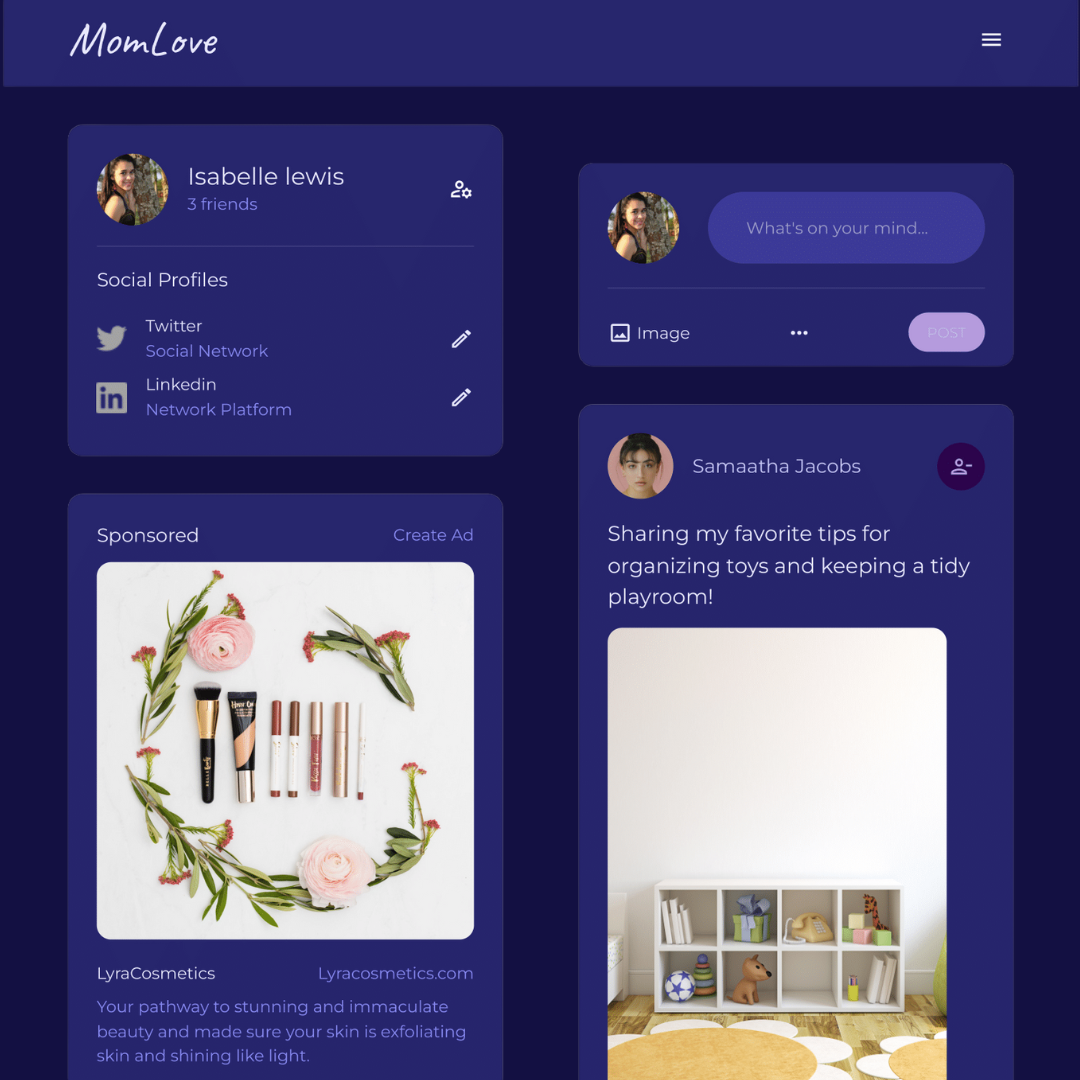 MomLove
Isabelle lewis
3 friends
Social Profiles
Twitter
Social Network
in
Linkedin
Network Platform
Sponsored
Create Ad
LyraCosmetics
Lyracosmetics.com
Your pathway to stunning and immaculate
beauty and made sure your skin is exfoliating
skin and shining like light.
What's on your mind...
Image
POST
Samaatha Jacobs
Sharing my favorite tips for
organizing toys and keeping a tidy
playroom!